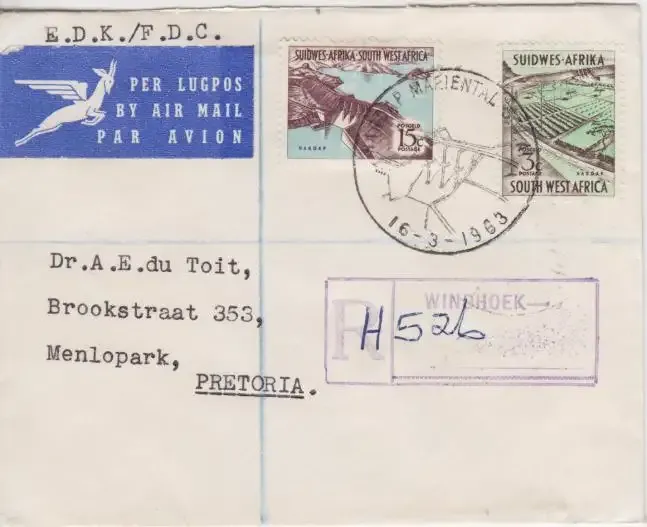 E.D.K./F.D.C.
PER LUGPOS
BY AIR MAIL
PAR AVION
SUIDWES-AFRIKA·SOUTH WEST AFRICA
POSGELD
15c
POSTAGE
HARDAP
SUIDWES-AFRIKA
POSGELD
3c
POSTAGE
HARDAP
SOUTH WEST AFRICA
P MARIENTAL
16-3-1963
Dr.A.E.du Toit,
Brookstraat 353,
Menlopark,
PRETORIA.
WINDHOEK
R H526